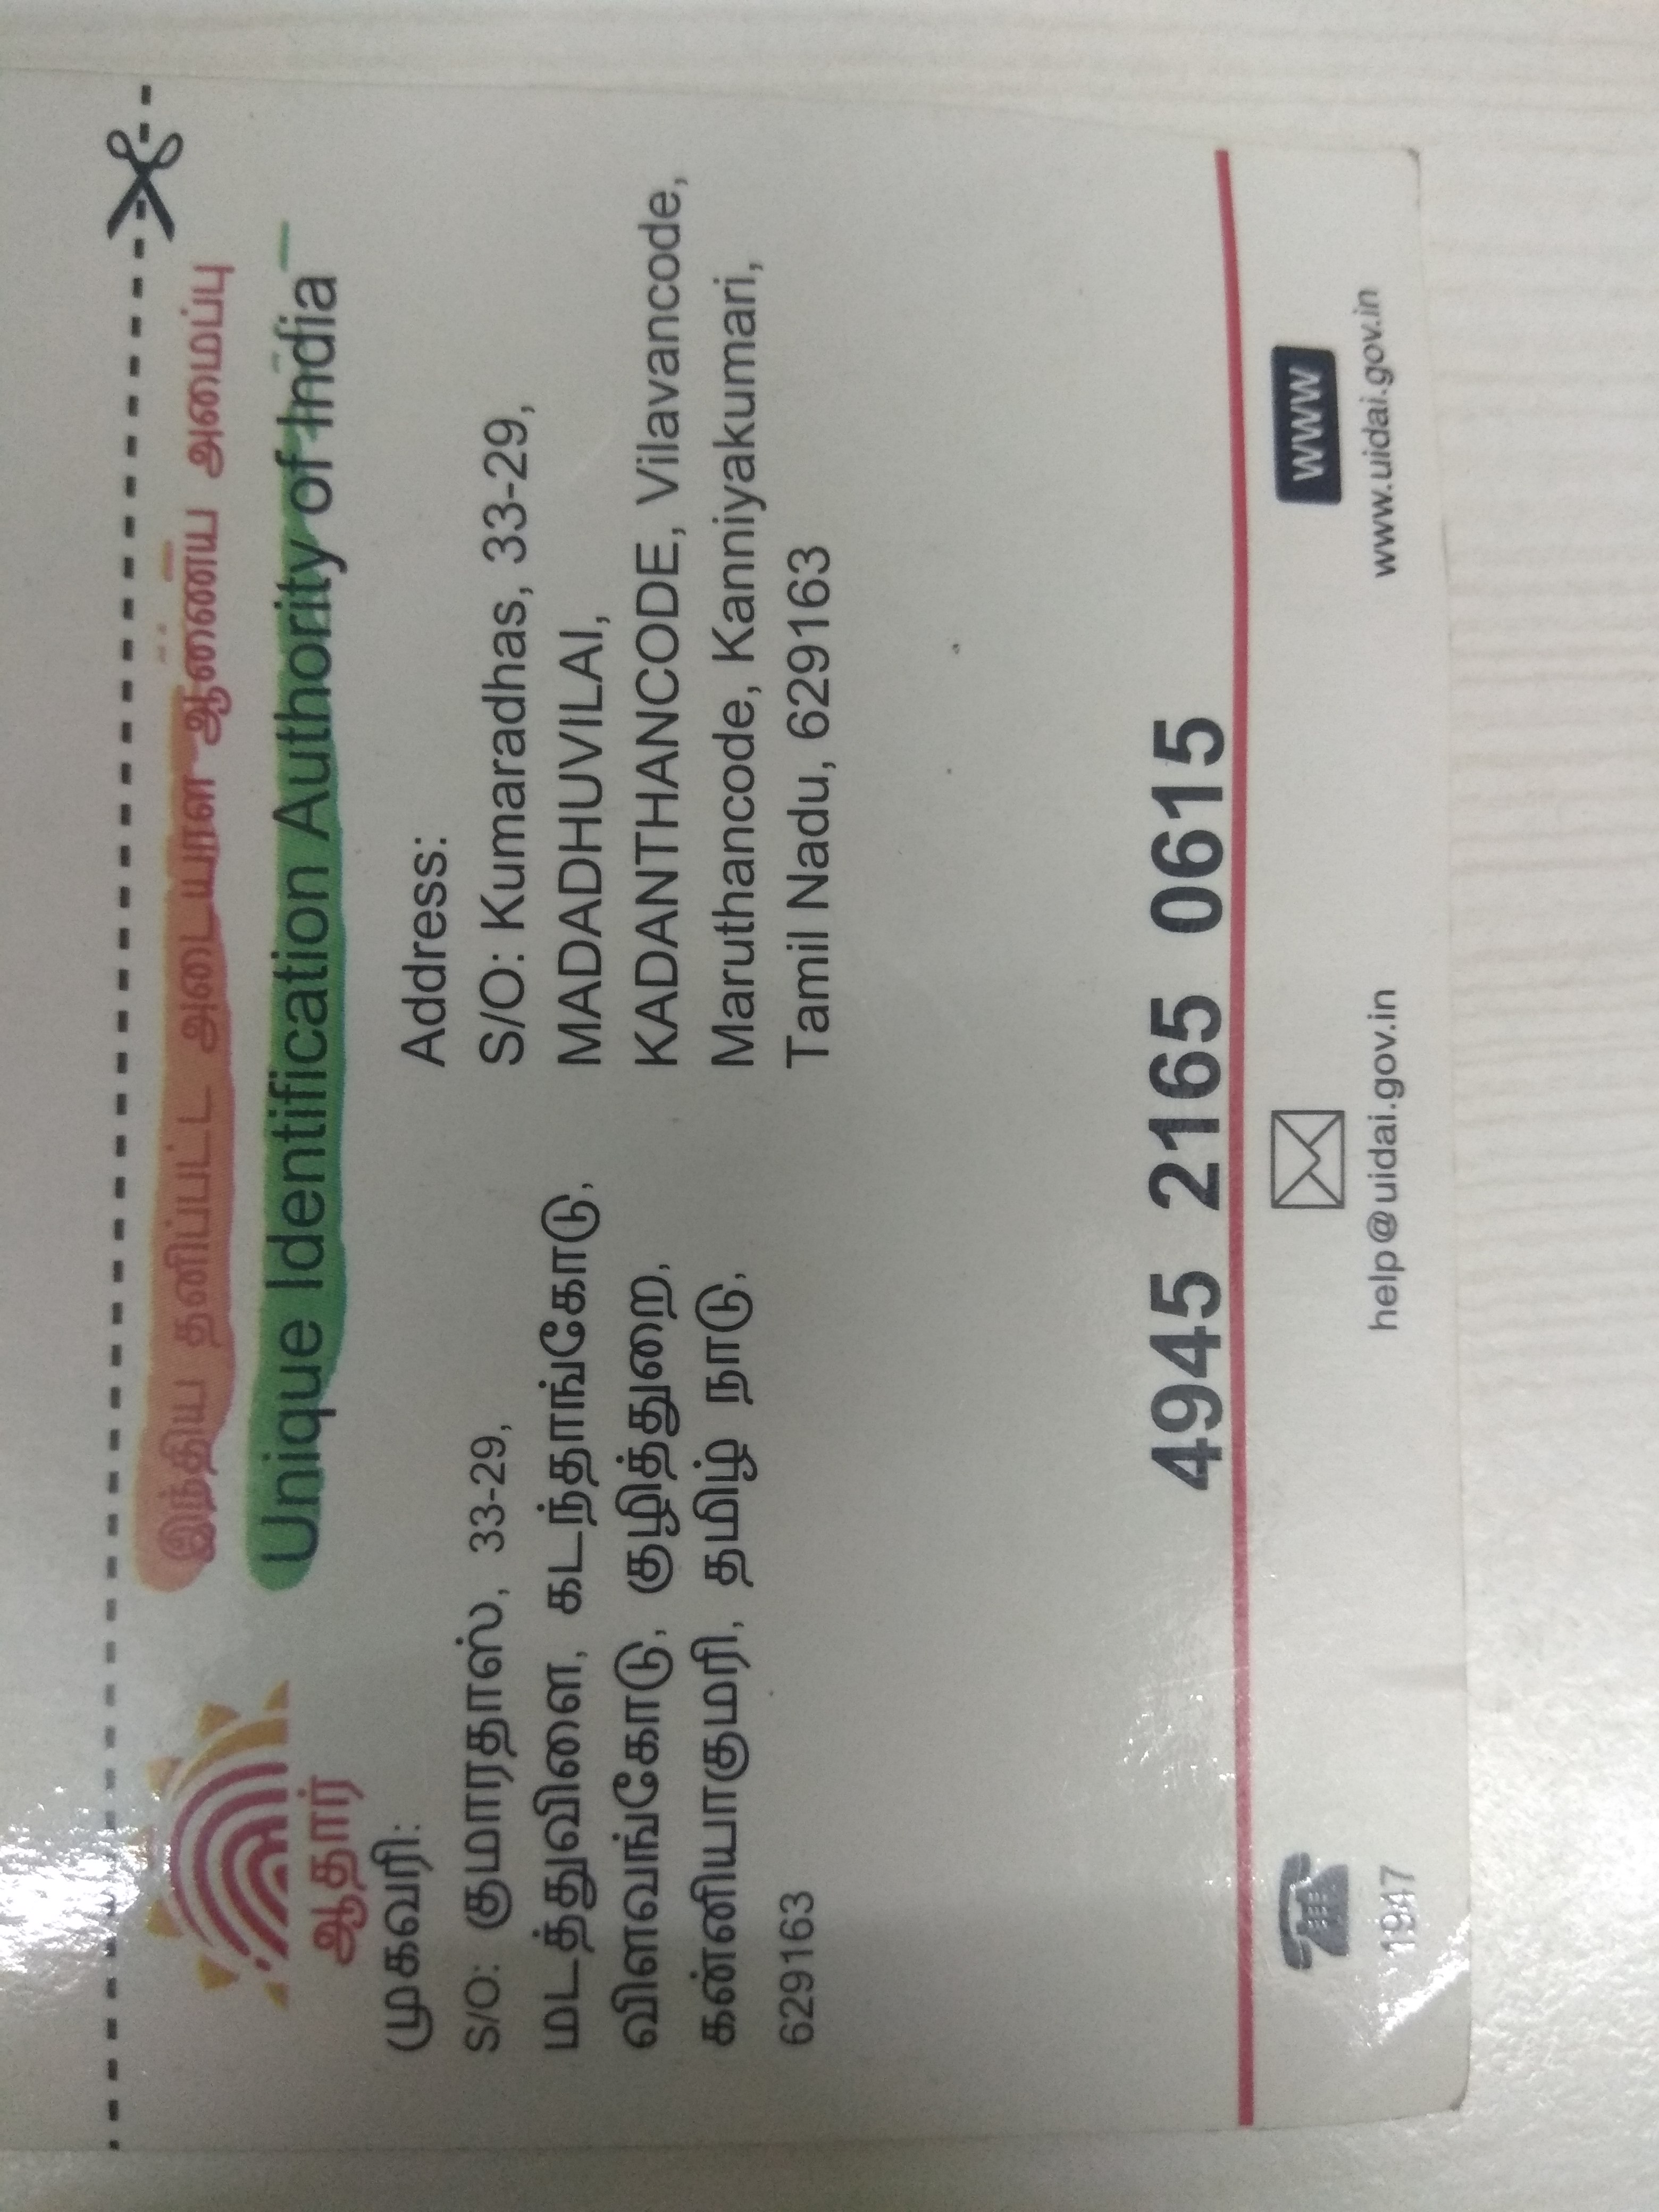 இந்திய தனிப்பட்ட அடையாள ஆணைய அமைப்பு
Unique Identification Authority of India
ஆதார்
முகவரி:
S/O: குமாரதாஸ், 33-29,
மடத்துவிளை, கடந்தாங்கோடு,
விளவங்கோடு, குழித்துறை,
கன்னியாகுமரி, தமிழ் நாடு,
629163
Address:
S/O: Kumaradhas, 33-29,
MADADHUVILAI,
KADANTHANCODE, Vilavancode,
Maruthancode, Kanniyakumari,
Tamil Nadu, 629163
4945 2165 0615
1947
help@uidai.gov.in
WWW
www.uidai.gov.in